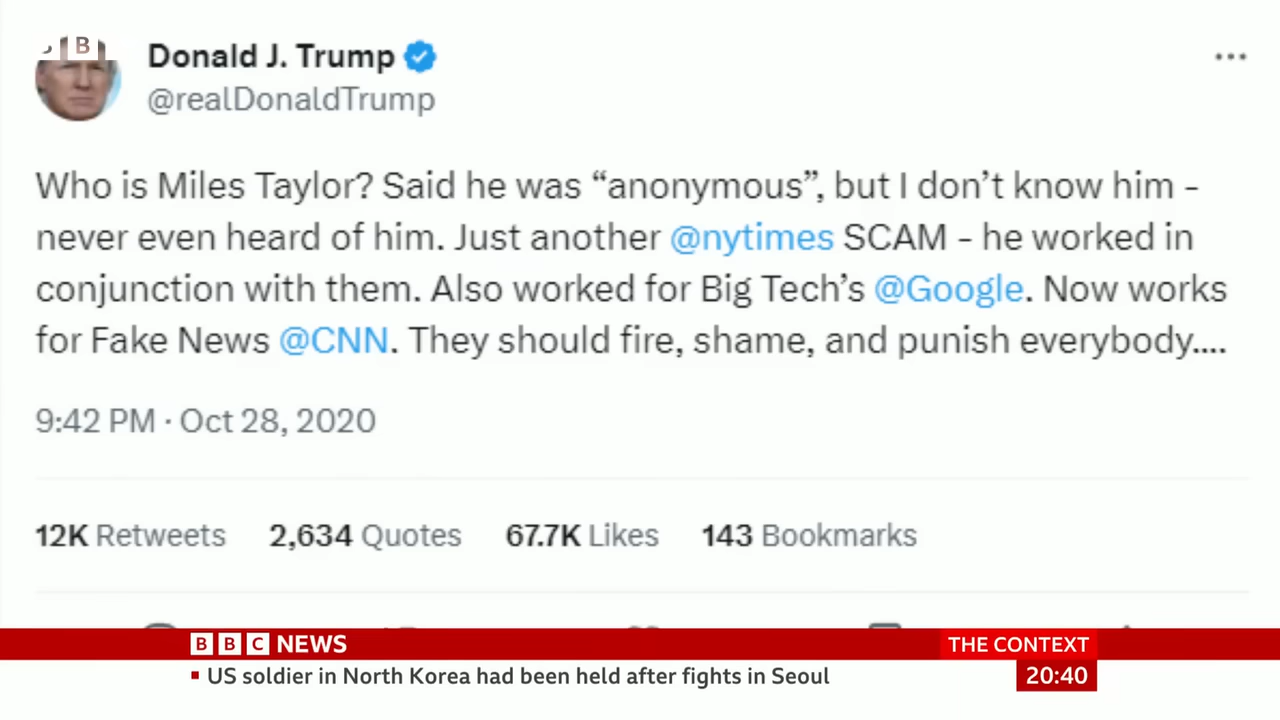 B
Donald J. Trump
@realDonaldTrump
Who is Miles Taylor? Said he was “anonymous”, but I don’t know him -
never even heard of him. Just another @nytimes SCAM - he worked in
conjunction with them. Also worked for Big Tech’s @Google. Now works
for Fake News @CNN. They should fire, shame, and punish everybody....
9:42 PM · Oct 28, 2020
12K Retweets 2,634 Quotes 67.7K Likes 143 Bookmarks
BBC NEWS THE CONTEXT
US soldier in North Korea had been held after fights in Seoul 20:40